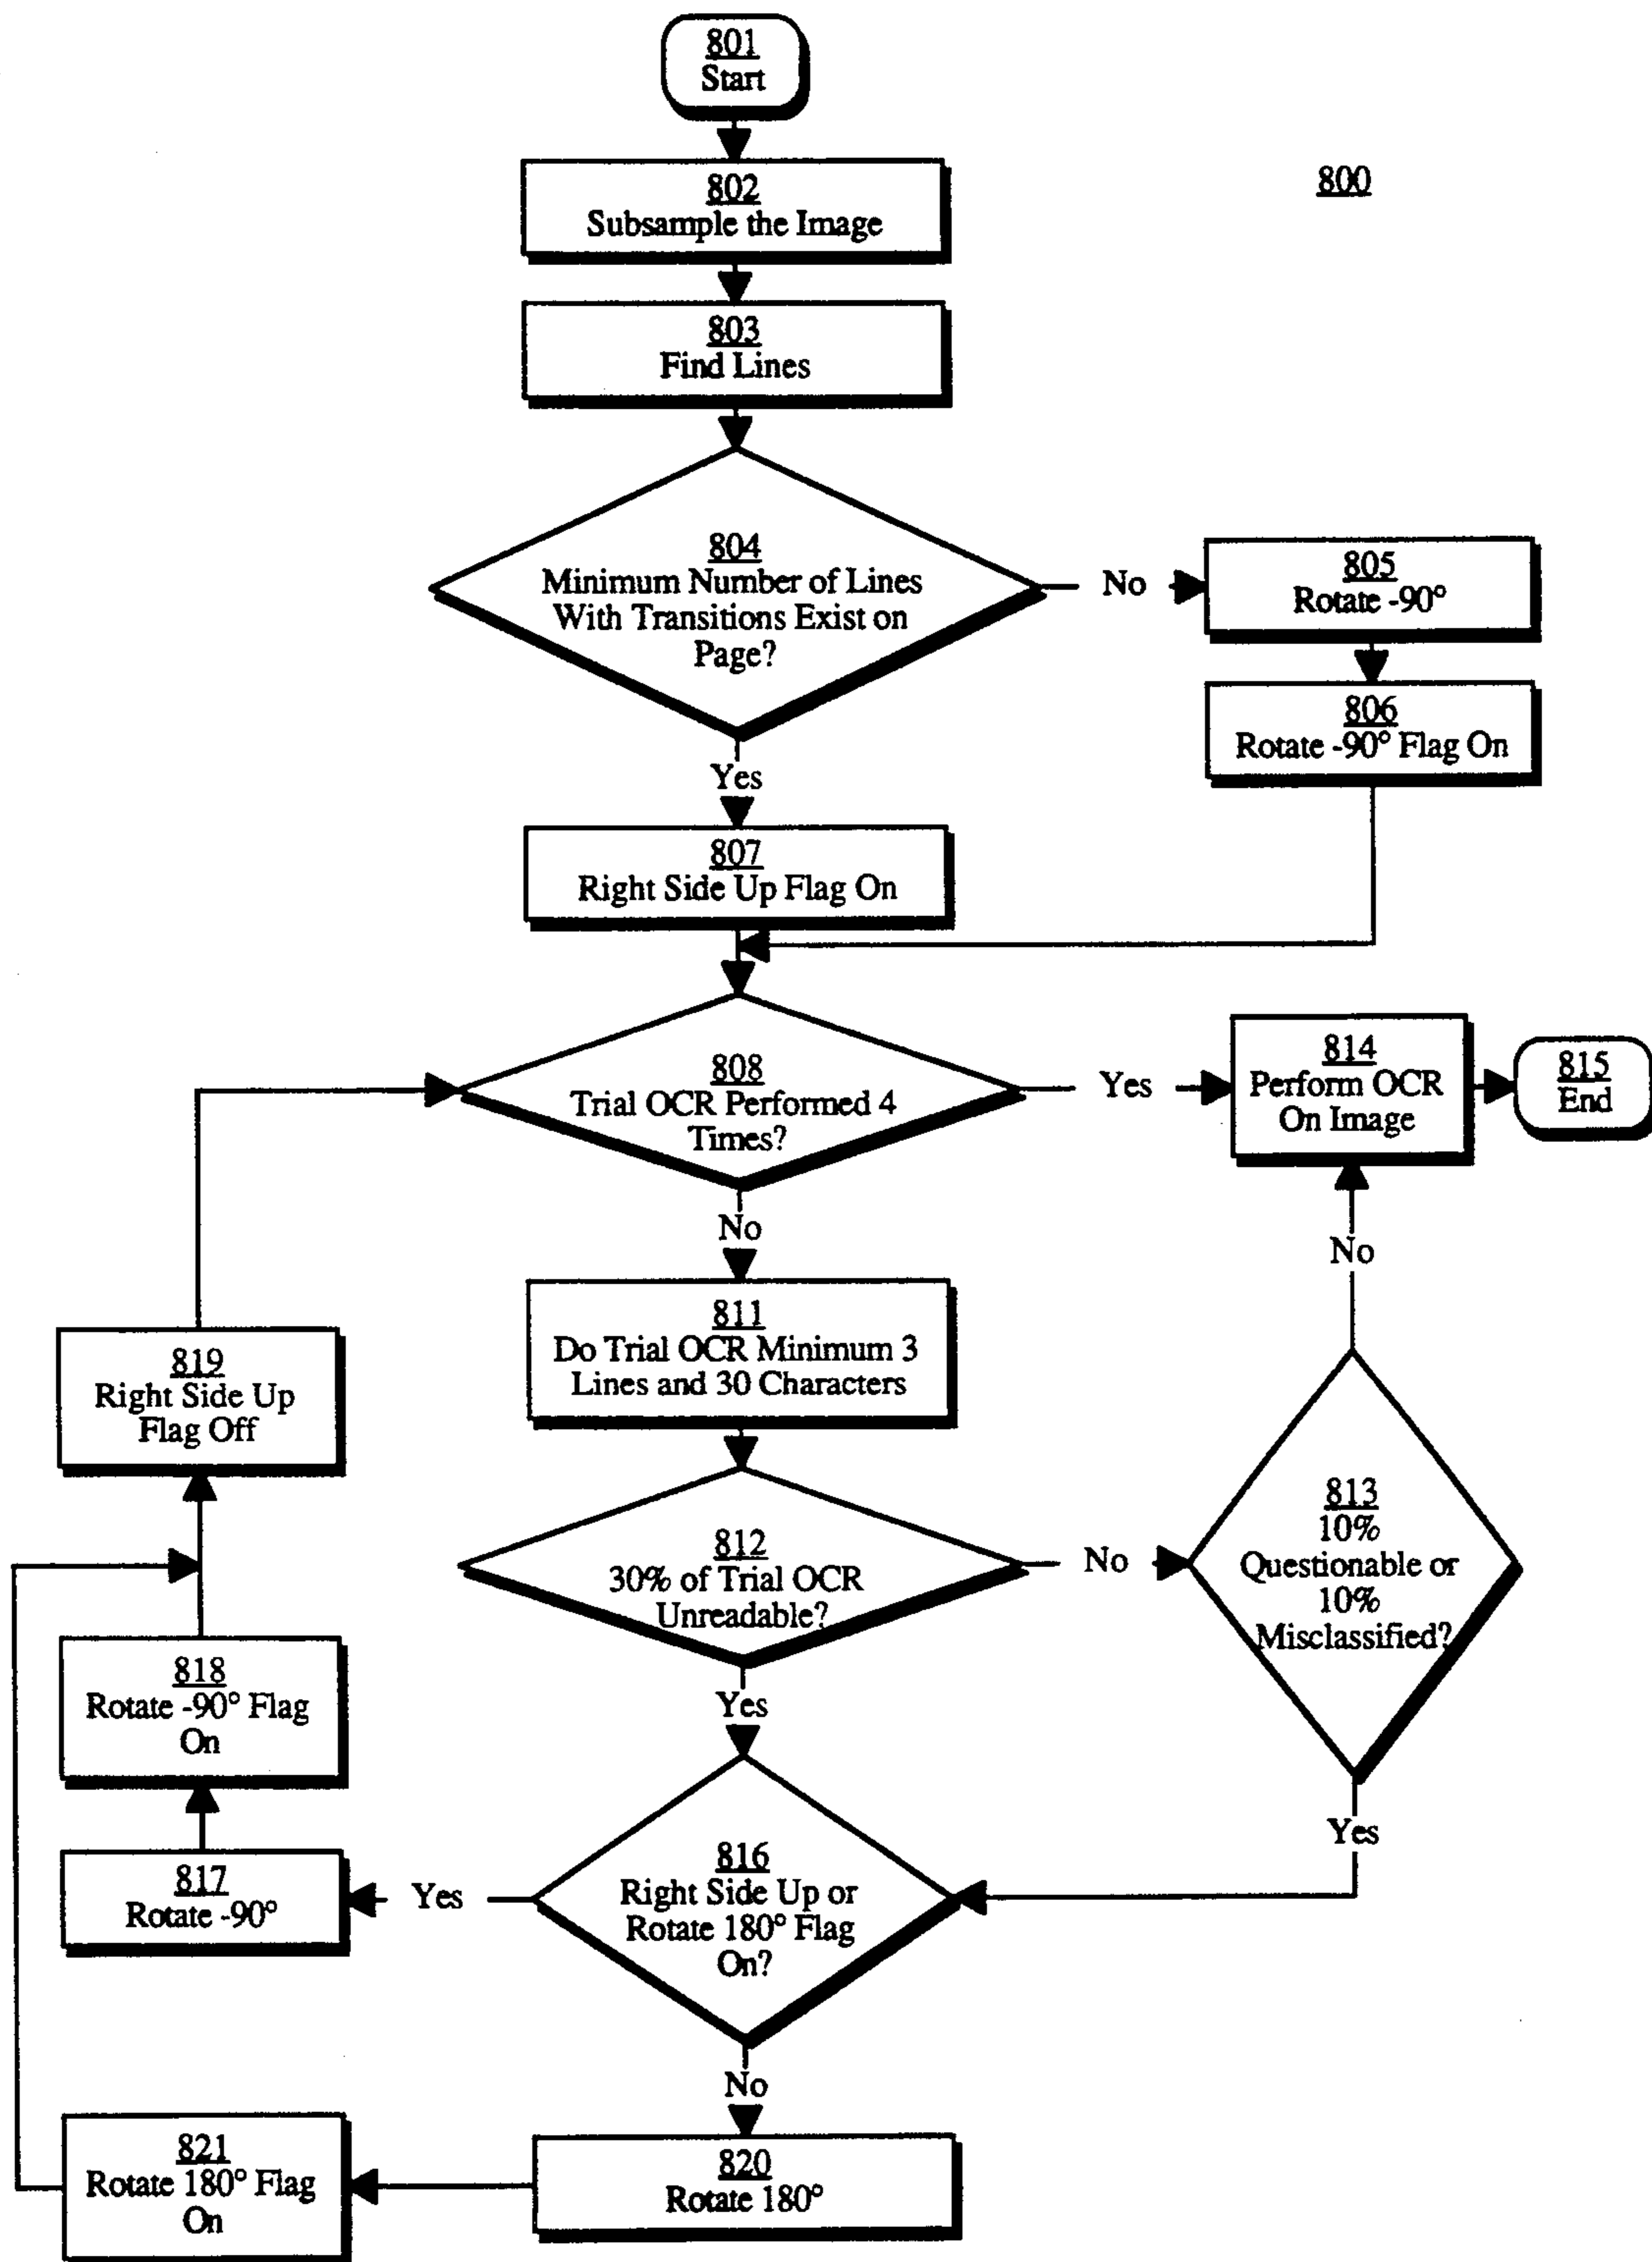 801
Start
800
802
Subsample the Image
803
Find Lines
804
Minimum Number of Lines
With Transitions Exist on
Page?
No
805
Rotate -90°
806
Rotate -90° Flag On
Yes
807
Right Side Up Flag On
808
Trial OCR Performed 4
Times?
Yes
814
Perform OCR
On Image
815
End
No
No
811
Do Trial OCR Minimum 3
Lines and 30 Characters
819
Right Side Up
Flag Off
812
30% of Trial OCR
Unreadable?
No
813
10%
Questionable or
10%
Misclassified?
818
Rotate -90° Flag
On
Yes
Yes
816
Right Side Up or
Rotate 180° Flag
On?
Yes
817
Rotate -90°
No
820
Rotate 180°
821
Rotate 180° Flag
On